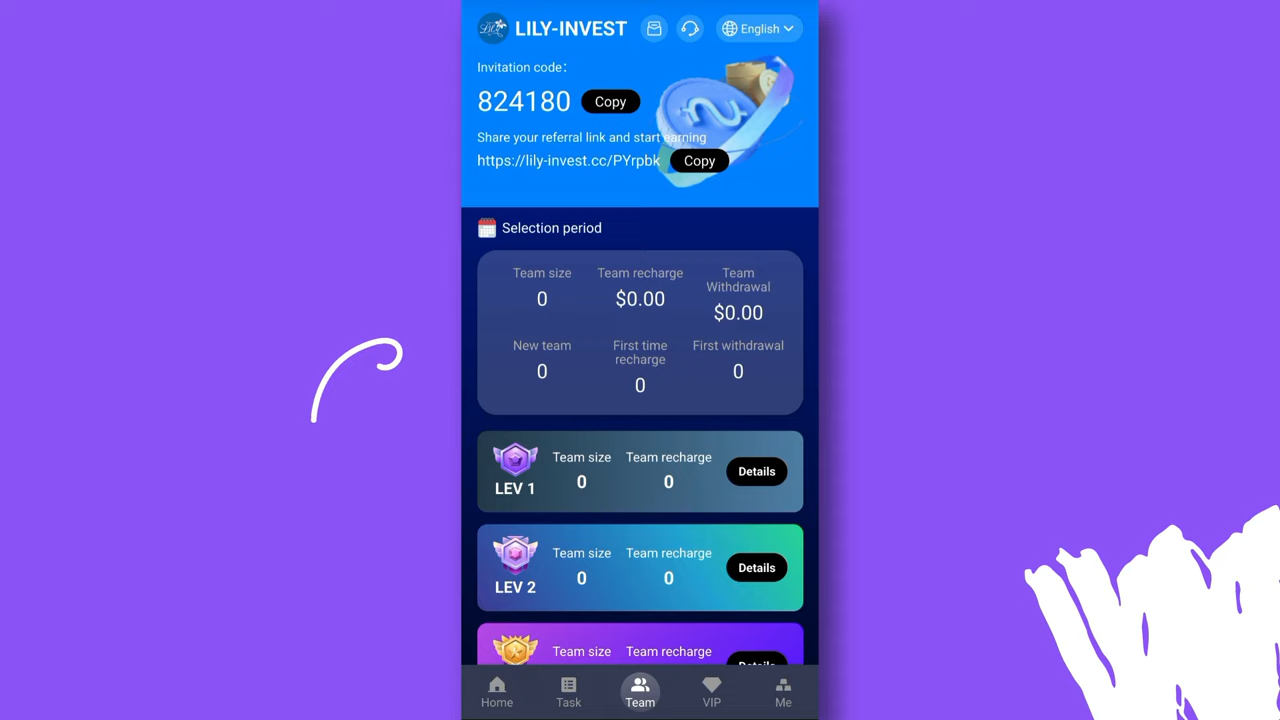 LILY-INVEST
English
Invitation code：
824180 Copy
Share your referral link and start earning
https://lily-invest.cc/PYrpbk Copy
Selection period
Team size Team recharge Team Withdrawal
0 $0.00 $0.00
New team First time recharge First withdrawal
0 0 0
Team size Team recharge Details
LEV 1 0 0
Team size Team recharge Details
LEV 2 0 0
Team size Team recharge Details
Home Task Team VIP Me